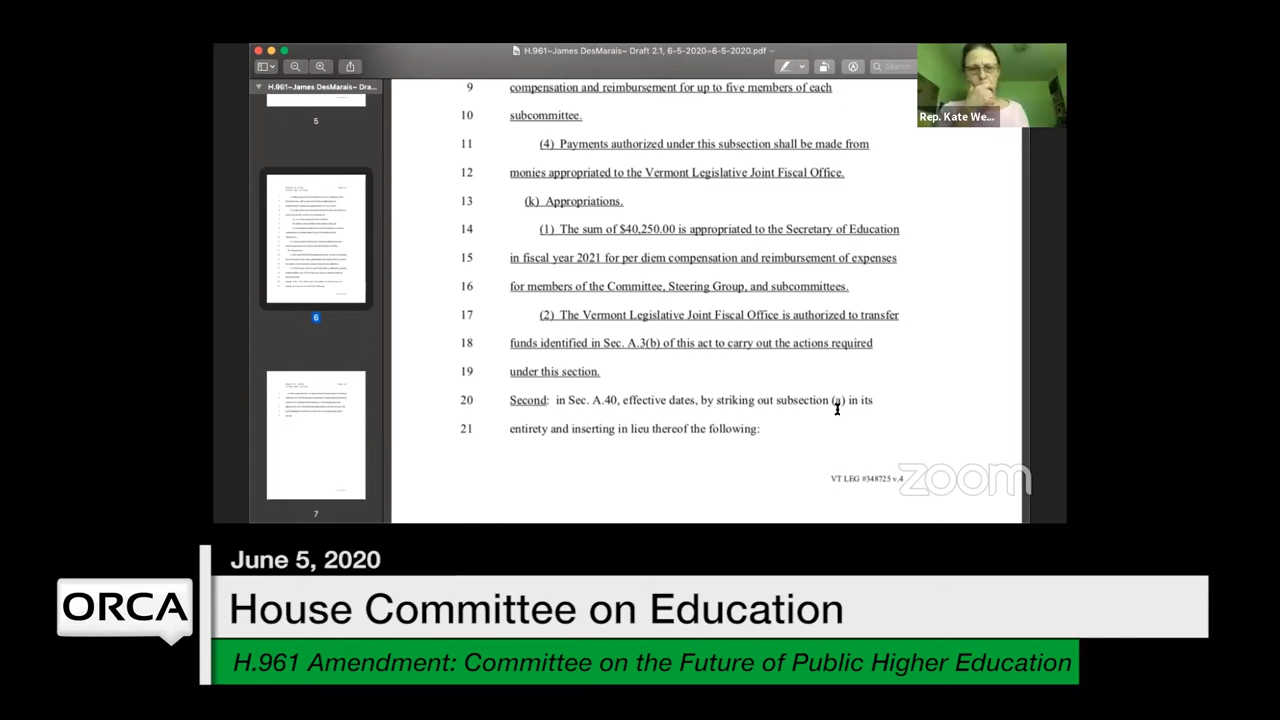 H.961~James DesMarais~ Draft 2.1, 6-5-2020~6-5-2020.pdf
Search
H.961~James DesMarais~ Dra...
5
6
7
Rep. Kate We...
9 compensation and reimbursement for up to five members of each
10 subcommittee.
11 (4) Payments authorized under this subsection shall be made from
12 monies appropriated to the Vermont Legislative Joint Fiscal Office.
13 (k) Appropriations.
14 (1) The sum of $40,250.00 is appropriated to the Secretary of Education
15 in fiscal year 2021 for per diem compensation and reimbursement of expenses
16 for members of the Committee, Steering Group, and subcommittees.
17 (2) The Vermont Legislative Joint Fiscal Office is authorized to transfer
18 funds identified in Sec. A.3(b) of this act to carry out the actions required
19 under this section.
20 Second: in Sec. A.40, effective dates, by striking out subsection (a) in its
21 entirety and inserting in lieu thereof the following:
VT LEG #348725 v.4
zoom
June 5, 2020
ORCA
House Committee on Education
H.961 Amendment: Committee on the Future of Public Higher Education